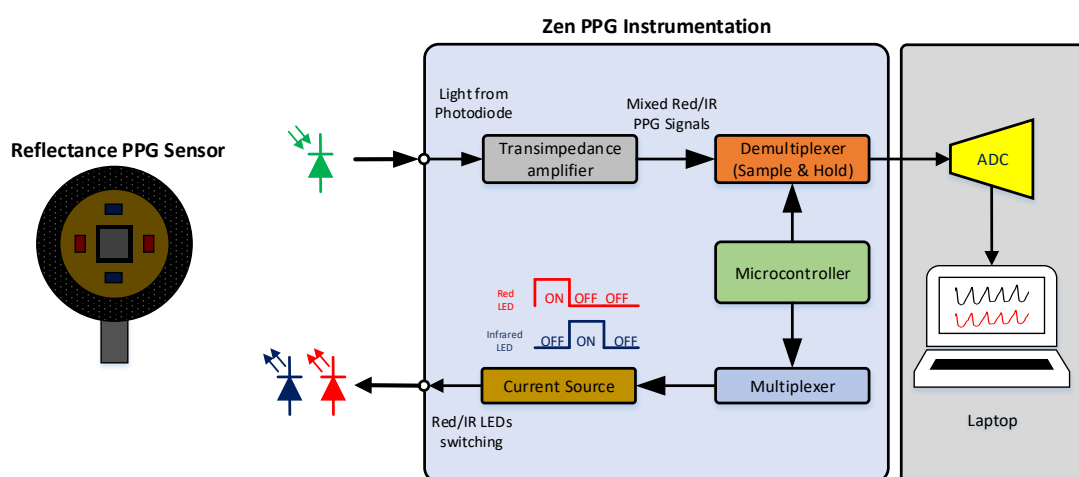 Zen PPG Instrumentation
Reflectance PPG Sensor
Light from
Photodiode
Transimpedance
amplifier
Mixed Red/IR
PPG Signals
Demultiplexer
(Sample & Hold)
ADC
Microcontroller
Red
LED
ON OFF OFF
Infrared
LED
OFF ON OFF
Current Source
Multiplexer
Red/IR LEDs
switching
Laptop